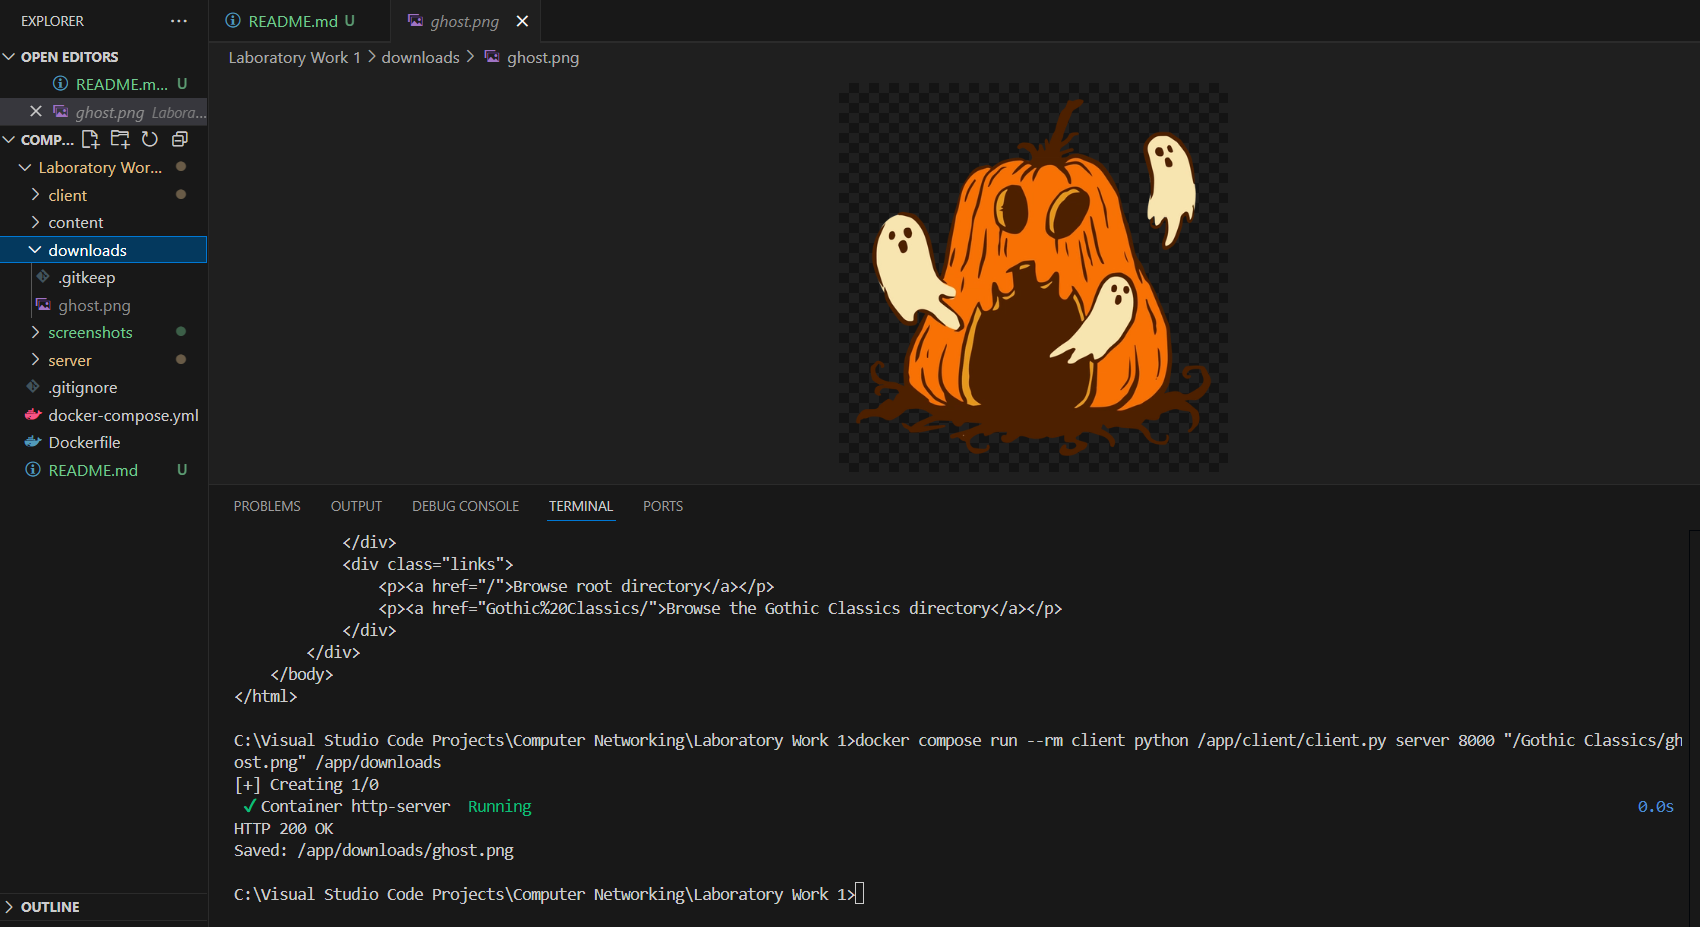 EXPLORER
OPEN EDITORS
README.m... U
ghost.png Labora...
COMP...
Laboratory Wor...
client
content
downloads
.gitkeep
ghost.png
screenshots
server
.gitignore
docker-compose.yml
Dockerfile
README.md U
OUTLINE
README.md U
ghost.png
Laboratory Work 1 > downloads > ghost.png
PROBLEMS OUTPUT DEBUG CONSOLE TERMINAL PORTS
</div>
<div class="links">
<p><a href="/">Browse root directory</a></p>
<p><a href="Gothic%20Classics/">Browse the Gothic Classics directory</a></p>
</div>
</div>
</body>
</html>
C:\Visual Studio Code Projects\Computer Networking\Laboratory Work 1>docker compose run --rm client python /app/client/client.py server 8000 "/Gothic Classics/gh
ost.png" /app/downloads
[+] Creating 1/0
✓ Container http-server Running 0.0s
HTTP 200 OK
Saved: /app/downloads/ghost.png
C:\Visual Studio Code Projects\Computer Networking\Laboratory Work 1>